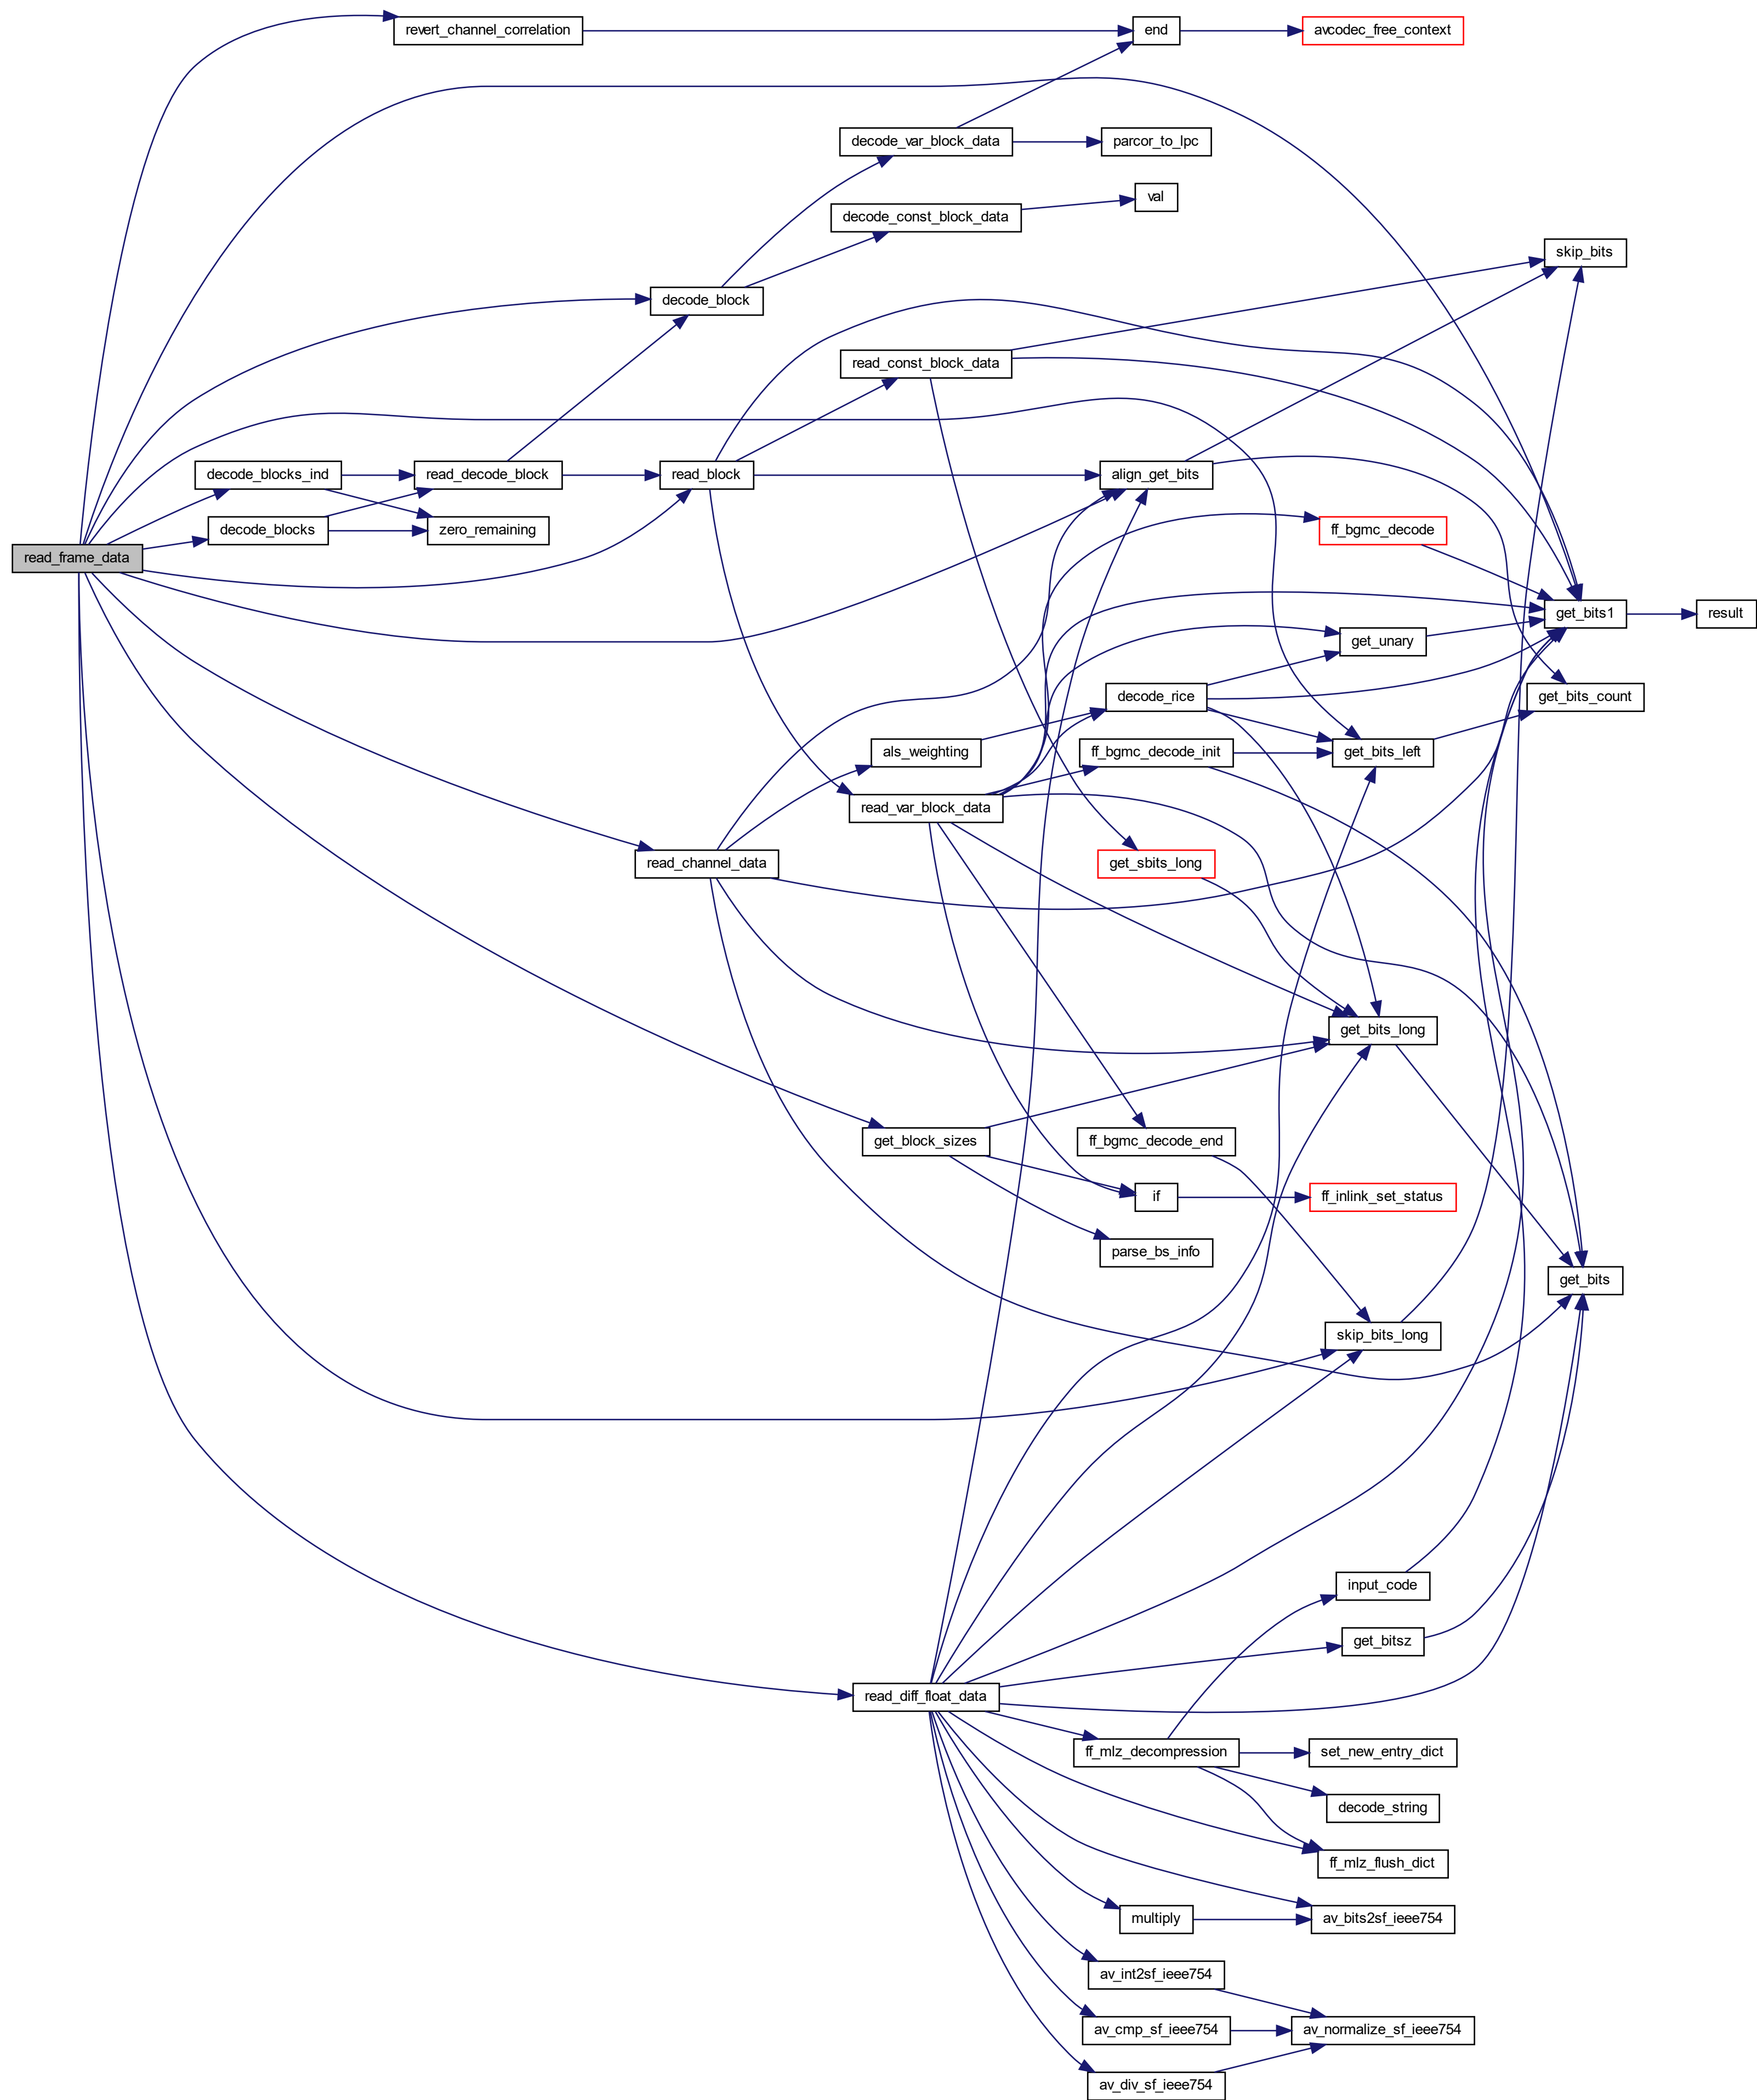 revert_channel_correlation
end
avcodec_free_context
decode_var_block_data
parcor_to_lpc
val
decode_const_block_data
skip_bits
decode_block
read_const_block_data
decode_blocks_ind
read_decode_block
read_block
align_get_bits
decode_blocks
zero_remaining
ff_bgmc_decode
read_frame_data
get_bits1
result
get_unary
decode_rice
get_bits_count
als_weighting
ff_bgmc_decode_init
get_bits_left
read_var_block_data
read_channel_data
get_sbits_long
get_bits_long
get_block_sizes
ff_bgmc_decode_end
if
ff_inlink_set_status
parse_bs_info
get_bits
skip_bits_long
input_code
get_bitsz
read_diff_float_data
ff_mlz_decompression
set_new_entry_dict
decode_string
ff_mlz_flush_dict
multiply
av_bits2sf_ieee754
av_int2sf_ieee754
av_cmp_sf_ieee754
av_normalize_sf_ieee754
av_div_sf_ieee754